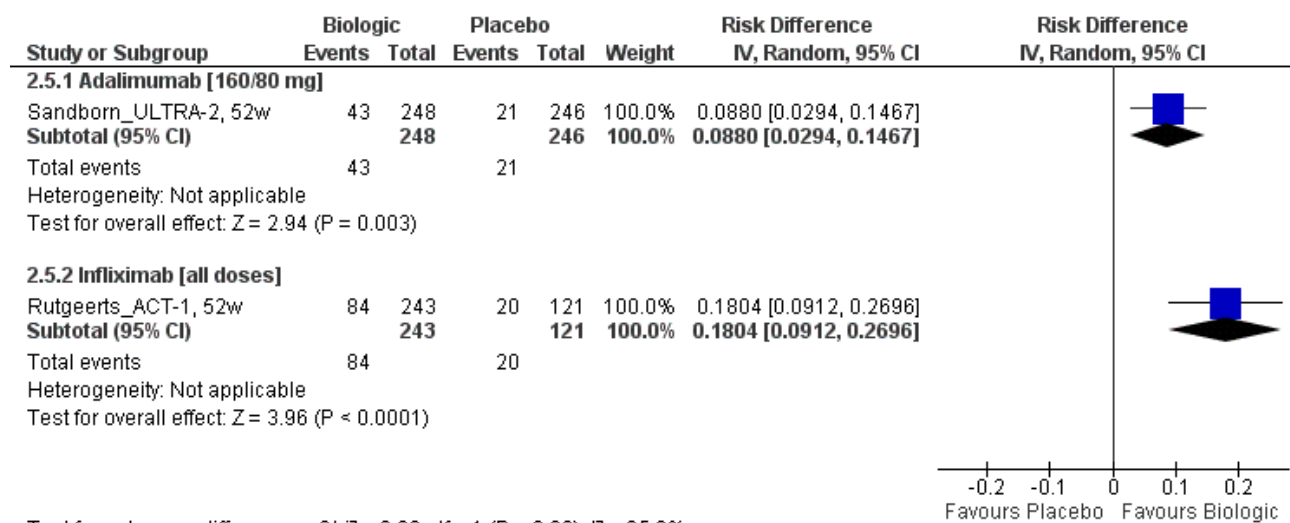 Biologic Placebo Risk Difference Risk Difference
Study or Subgroup Events Total Events Total Weight IV, Random, 95% CI IV, Random, 95% CI
2.5.1 Adalimumab [160/80 mg]
Sandborn_ULTRA-2, 52w 43 248 21 246 100.0% 0.0880 [0.0294, 0.1467]
Subtotal (95% CI) 248 246 100.0% 0.0880 [0.0294, 0.1467]
Total events 43 21
Heterogeneity: Not applicable
Test for overall effect: Z = 2.94 (P = 0.003)
2.5.2 Infliximab [all doses]
Rutgeerts_ACT-1, 52w 84 243 20 121 100.0% 0.1804 [0.0912, 0.2696]
Subtotal (95% CI) 243 121 100.0% 0.1804 [0.0912, 0.2696]
Total events 84 20
Heterogeneity: Not applicable
Test for overall effect: Z = 3.96 (P < 0.0001)
-0.2 -0.1 0 0.1 0.2
Favours Placebo Favours Biologic